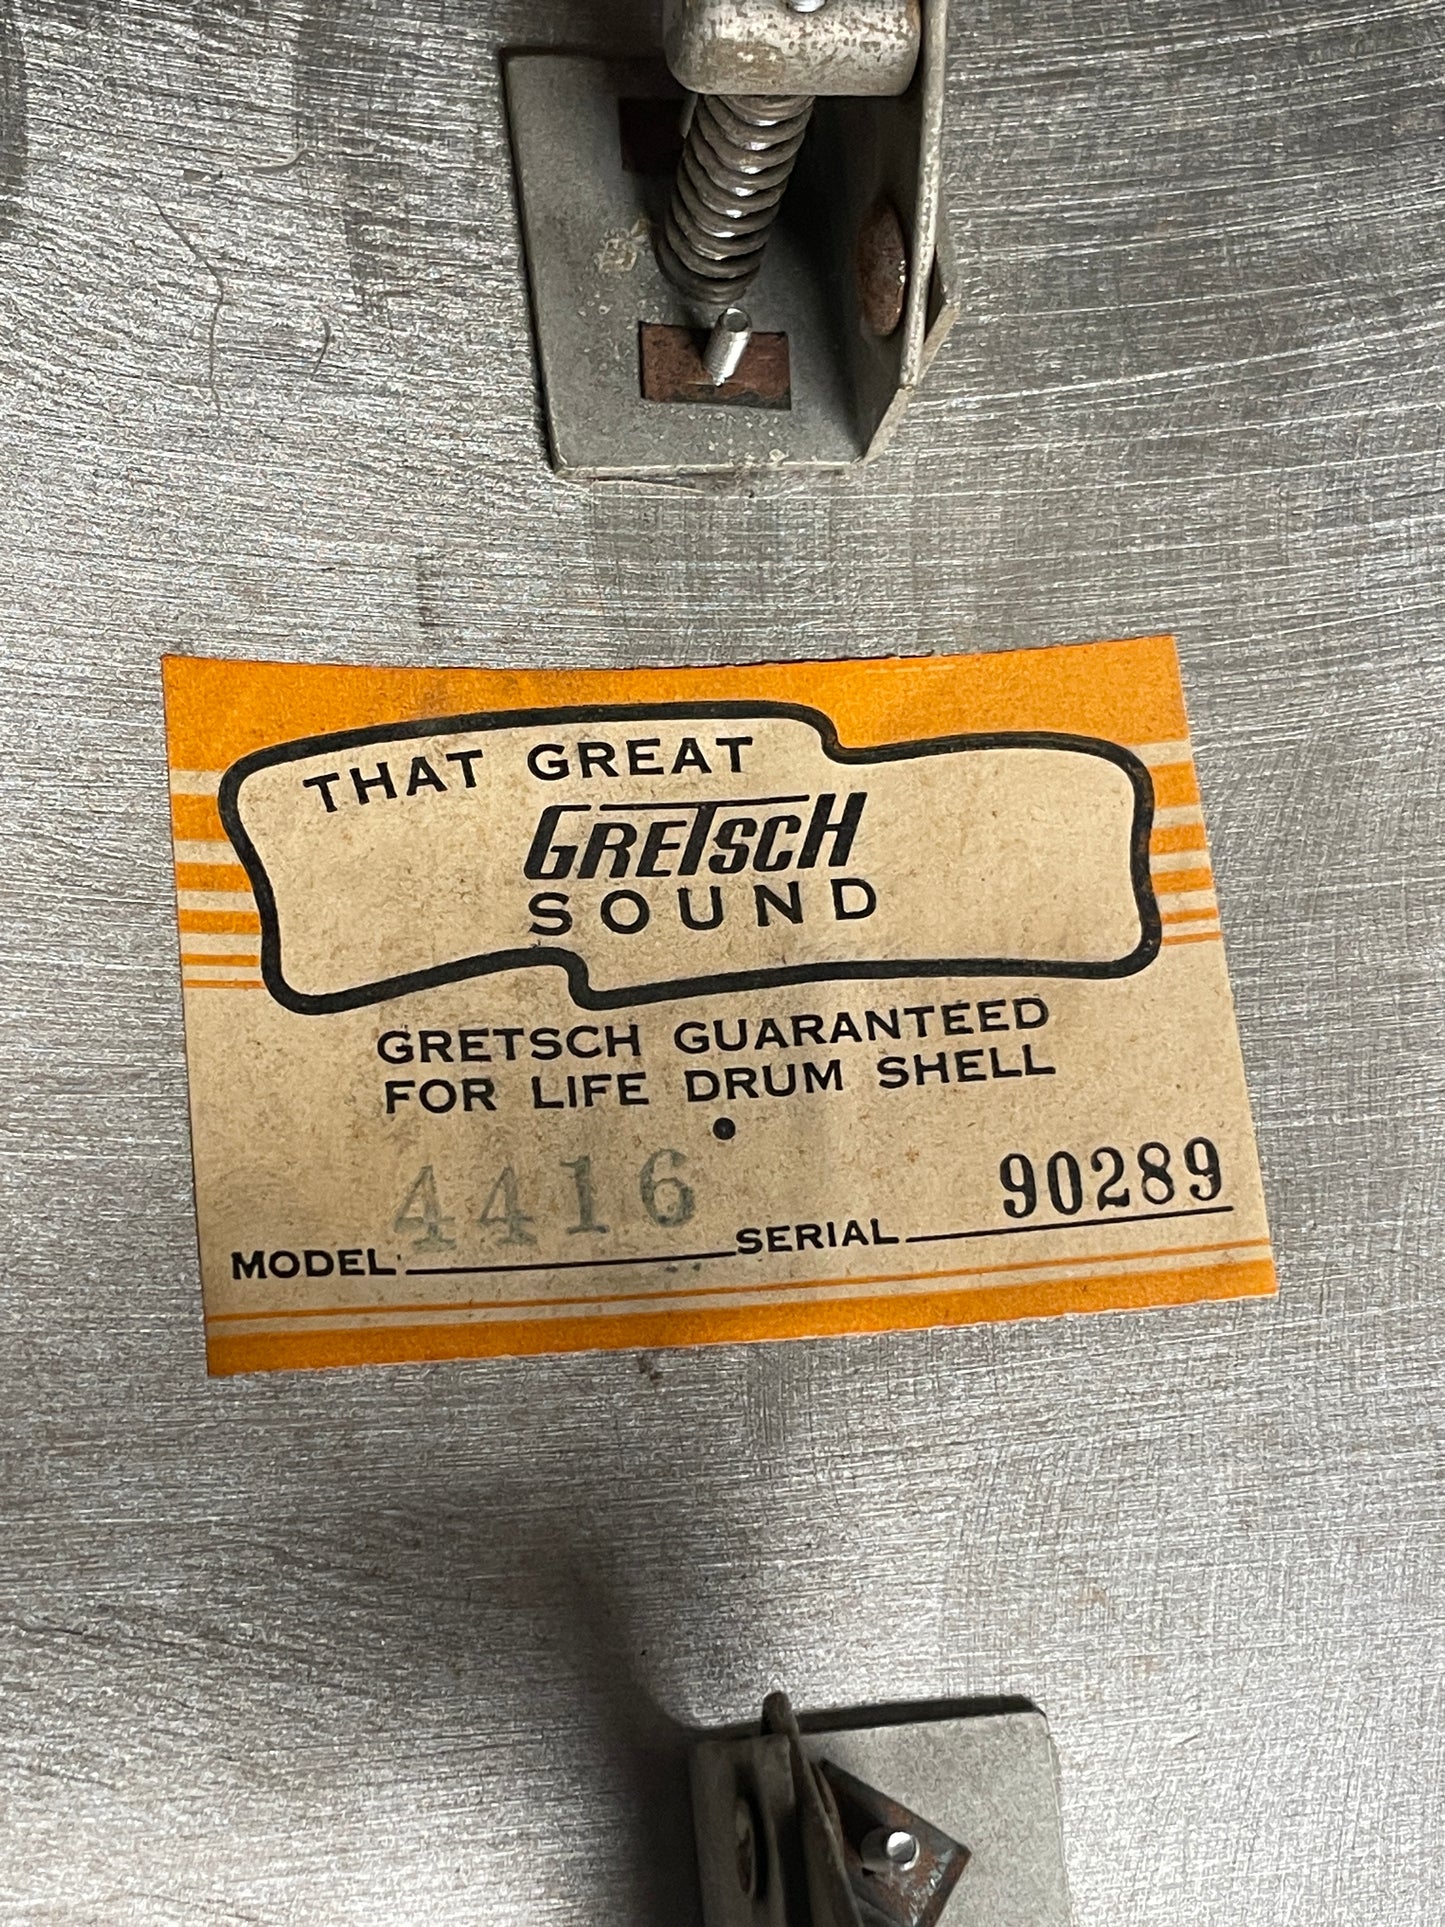 THAT GREAT
GRETSCH
SOUND
GRETSCH GUARANTEED
FOR LIFE DRUM SHELL
MODEL 4416 SERIAL 90289